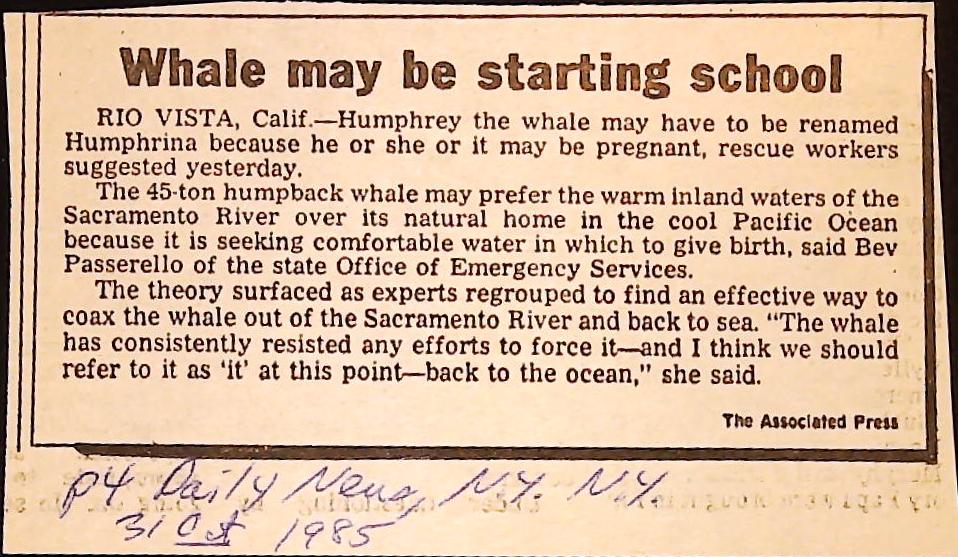 Whale may be starting school
RIO VISTA, Calif.—Humphrey the whale may have to be renamed
Humphrina because he or she or it may be pregnant, rescue workers
suggested yesterday.
The 45-ton humpback whale may prefer the warm inland waters of the
Sacramento River over its natural home in the cool Pacific Ocean
because it is seeking comfortable water in which to give birth, said Bev
Passerello of the state Office of Emergency Services.
The theory surfaced as experts regrouped to find an effective way to
coax the whale out of the Sacramento River and back to sea. “The whale
has consistently resisted any efforts to force it—and I think we should
refer to it as ‘it’ at this point—back to the ocean,” she said.
The Associated Press
P4 Daily News, NY. NY.
31 Oct 1985